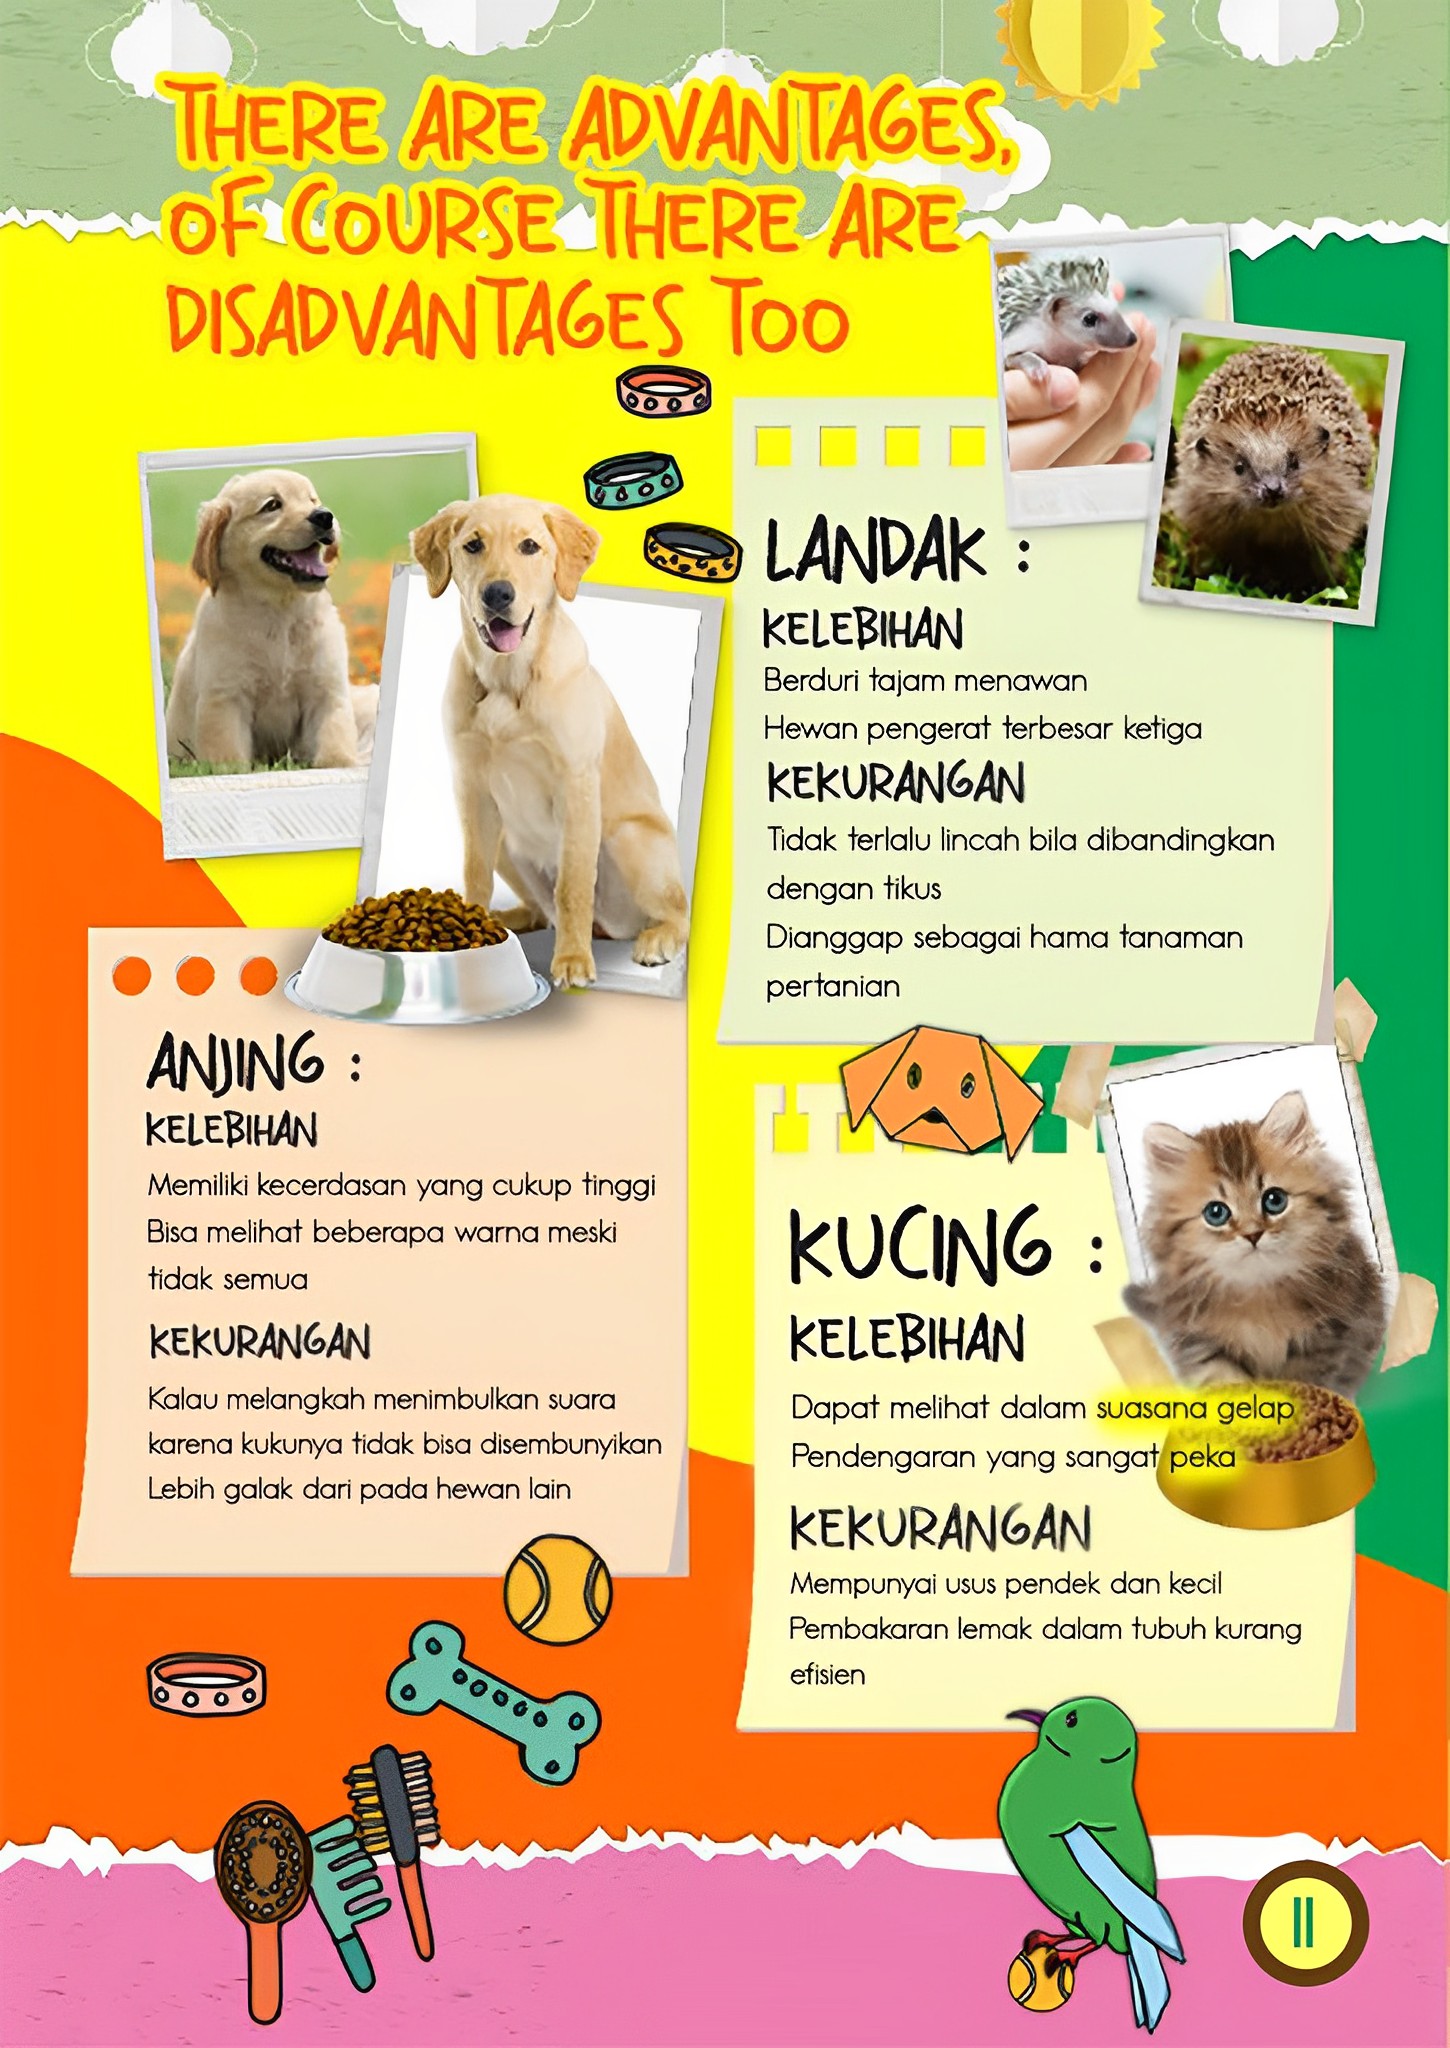 THERE ARE ADVANTAGES,
OF COURSE THERE ARE
DISADVANTAGES TOO
LANDAK :
KELEBIHAN
Berduri tajam menawan
Hewan pengerat terbesar ketiga
KEKURANGAN
Tidak terlalu lincah bila dibandingkan
dengan tikus
Dianggap sebagai hama tanaman
pertanian
ANJING :
KELEBIHAN
Memiliki kecerdasan yang cukup tinggi
Bisa melihat beberapa warna meski
tidak semua
KEKURANGAN
Kalau melangkah menimbulkan suara
karena kukunya tidak bisa disembunyikan
Lebih galak dari pada hewan lain
KUCING :
KELEBIHAN
Dapat melihat dalam suasana gelap
Pendengaran yang sangat peka
KEKURANGAN
Mempunyai usus pendek dan kecil
Pembakaran lemak dalam tubuh kurang
efisien
11